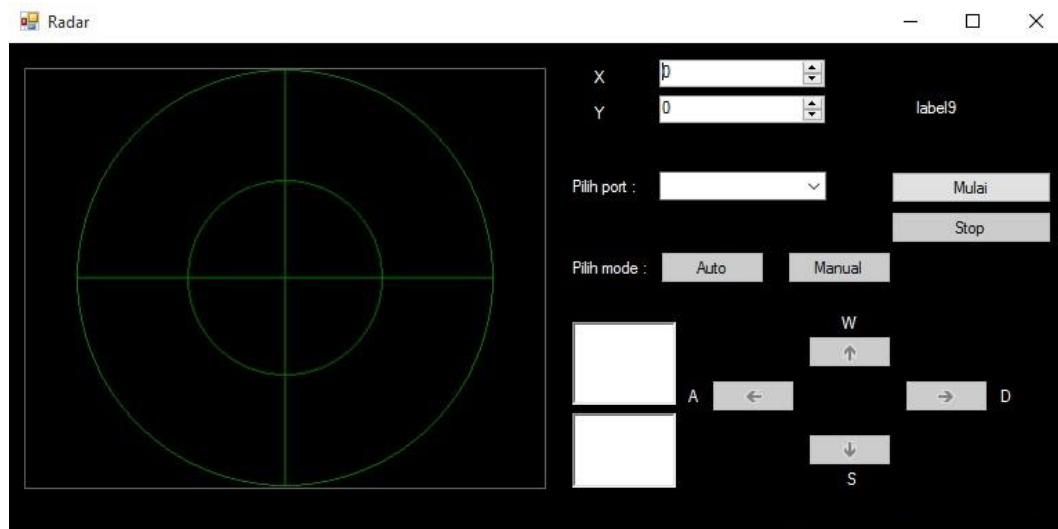 Radar
X 0
Y 0
label9
Pilih port :
Mulai
Stop
Pilih mode : Auto Manual
W
A D
S